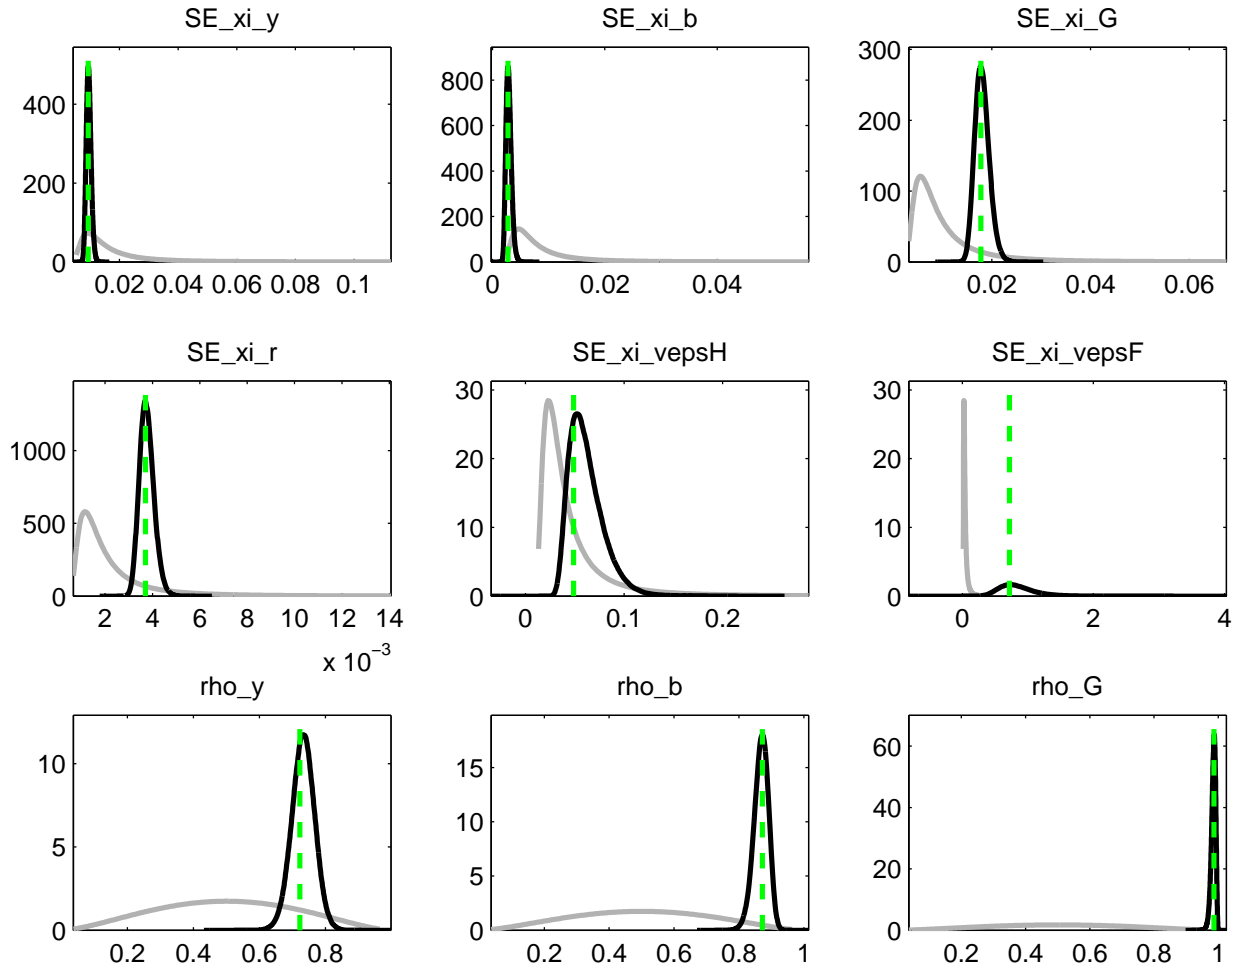 SE_xi_y
SE_xi_b
SE_xi_G
400
200
0
0.02 0.04 0.06 0.08 0.1
800
600
400
200
0
0 0.02 0.04
300
200
100
0
0.02 0.04 0.06
SE_xi_r
SE_xi_vepsH
SE_xi_vepsF
1000
500
0
2 4 6 8 10 12 14
x 10⁻³
30
20
10
0
0 0.1 0.2
30
20
10
0
0 2 4
rho_y
rho_b
rho_G
10
5
0
0.2 0.4 0.6 0.8
15
10
5
0
0.2 0.4 0.6 0.8 1
60
40
20
0
0.2 0.4 0.6 0.8 1